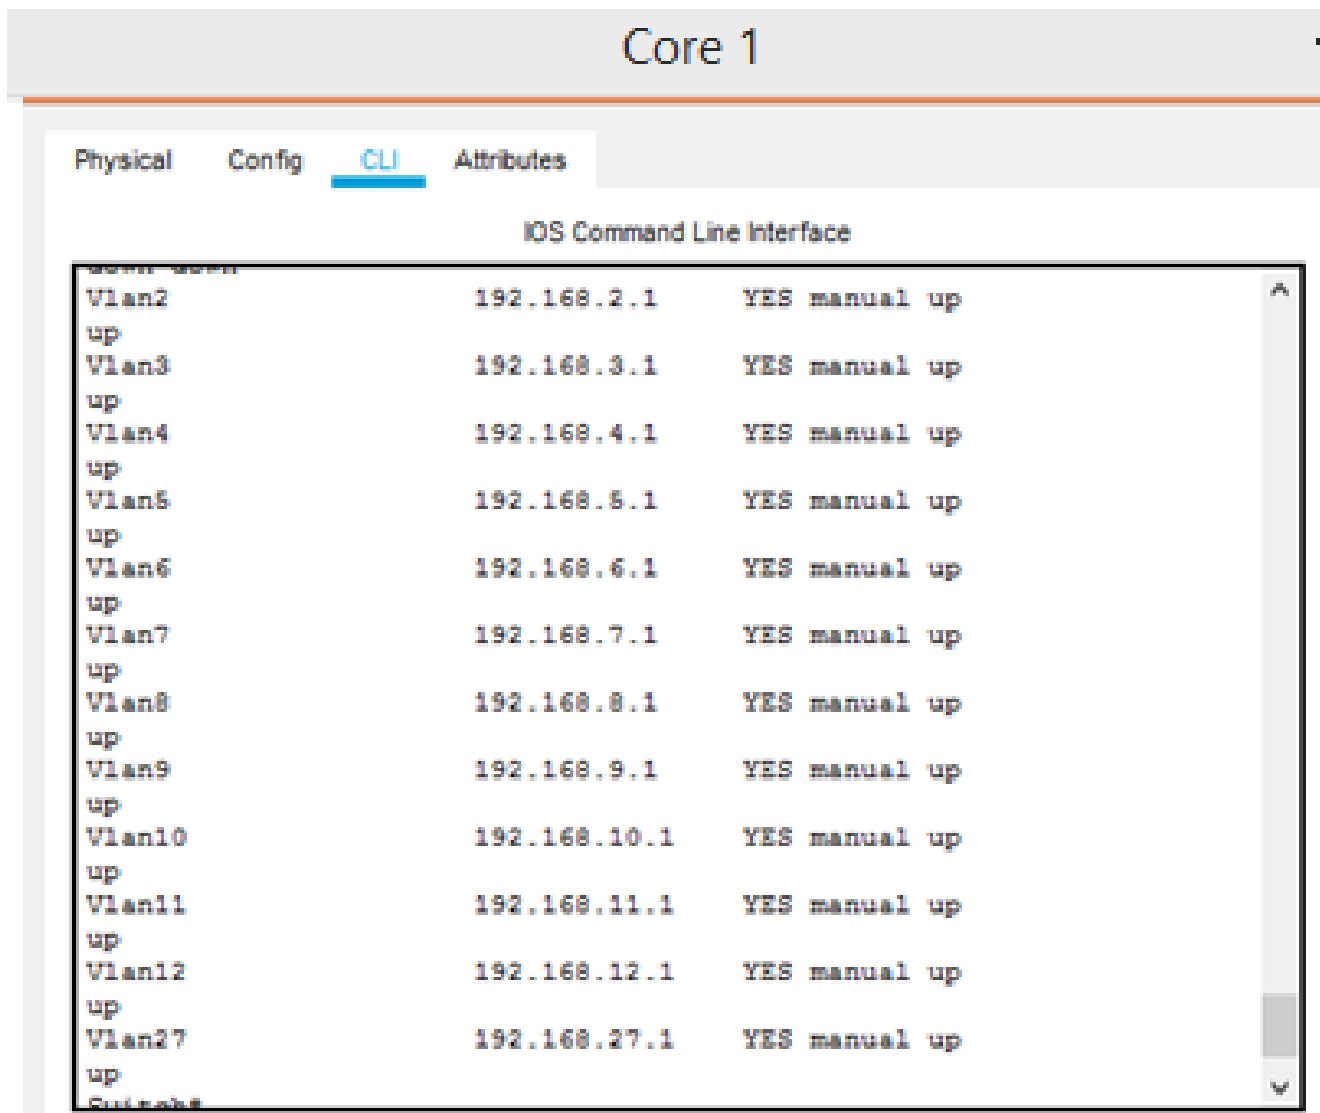 Core 1
Physical Config CLI Attributes
IOS Command Line Interface
down down
Vlan2 192.168.2.1 YES manual up
up
Vlan3 192.168.3.1 YES manual up
up
Vlan4 192.168.4.1 YES manual up
up
Vlan5 192.168.5.1 YES manual up
up
Vlan6 192.168.6.1 YES manual up
up
Vlan7 192.168.7.1 YES manual up
up
Vlan8 192.168.8.1 YES manual up
up
Vlan9 192.168.9.1 YES manual up
up
Vlan10 192.168.10.1 YES manual up
up
Vlan11 192.168.11.1 YES manual up
up
Vlan12 192.168.12.1 YES manual up
up
Vlan27 192.168.27.1 YES manual up
up
Switch#